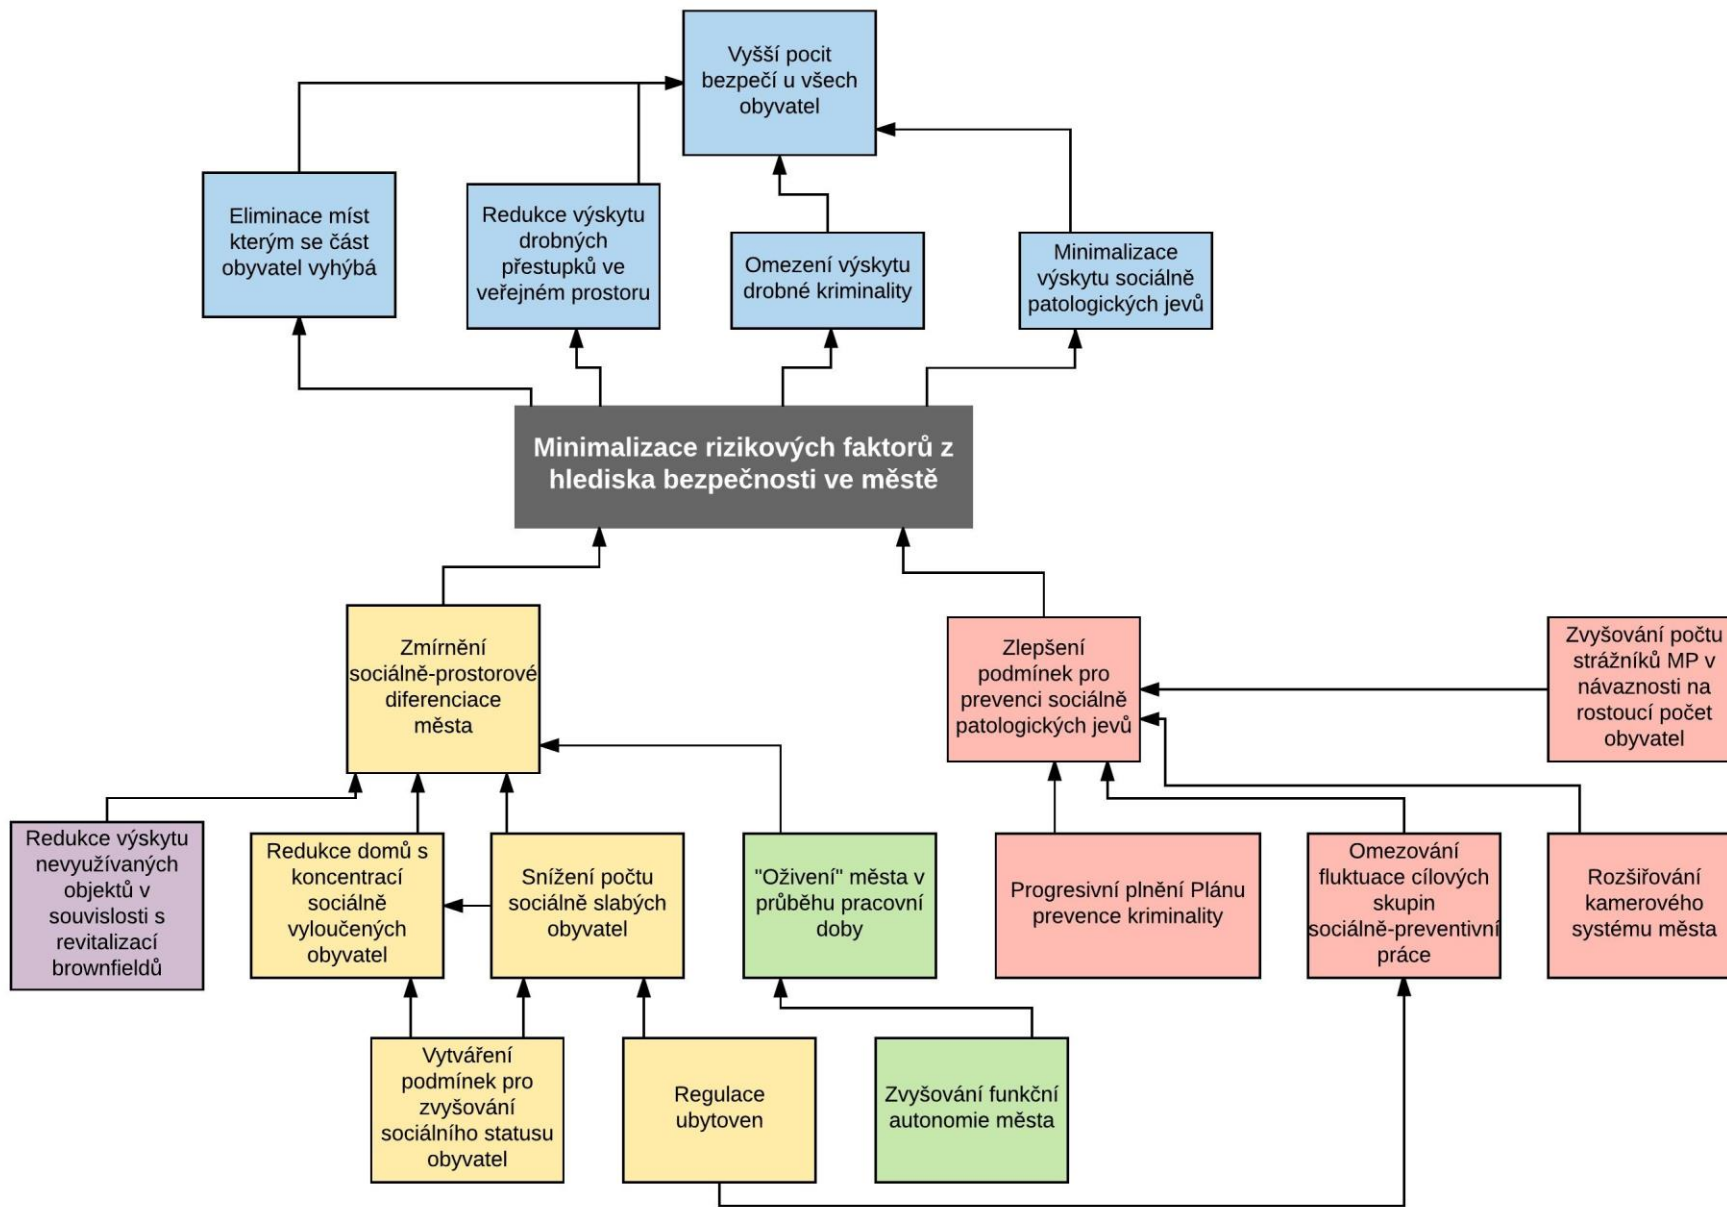 Vyšší pocit
bezpečí u všech
obyvatel
Eliminace míst
kterým se část
obyvatel vyhýbá
Redukce výskytu
drobných
přestupků ve
veřejném prostoru
Omezení výskytu
drobné kriminality
Minimalizace
výskytu sociálně
patologických jevů
Minimalizace rizikových faktorů z
hlediska bezpečnosti ve městě
Zmírnění
sociálně-prostorové
diferenciace
města
Zlepšení
podmínek pro
prevenci sociálně
patologických jevů
Zvyšování počtu
strážníků MP v
návaznosti na
rostoucí počet
obyvatel
Redukce výskytu
nevyužívaných
objektů v
souvislosti s
revitalizací
brownfieldů
Redukce domů s
koncentrací
sociálně
vyloučených
obyvatel
Snížení počtu
sociálně slabých
obyvatel
"Oživení" města v
průběhu pracovní
doby
Progresivní plnění Plánu
prevence kriminality
Omezování
fluktuace cílových
skupin
sociálně-preventivní
práce
Rozšiřování
kamerového
systému města
Vytváření
podmínek pro
zvyšování
sociálního statusu
obyvatel
Regulace
ubytoven
Zvyšování funkční
autonomie města